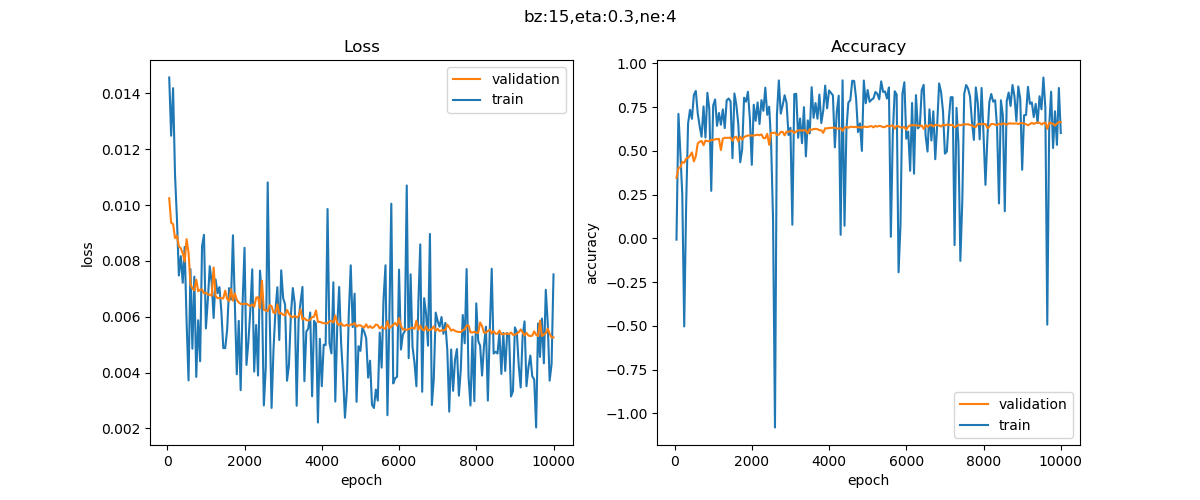 bz:15,eta:0.3,ne:4
Loss
validation
train
0.014
0.012
0.010
0.008
0.006
0.004
0.002
loss
0
2000
4000
6000
8000
10000
epoch
Accuracy
1.00
0.75
0.50
0.25
0.00
−0.25
−0.50
−0.75
−1.00
accuracy
validation
train
0
2000
4000
6000
8000
10000
epoch